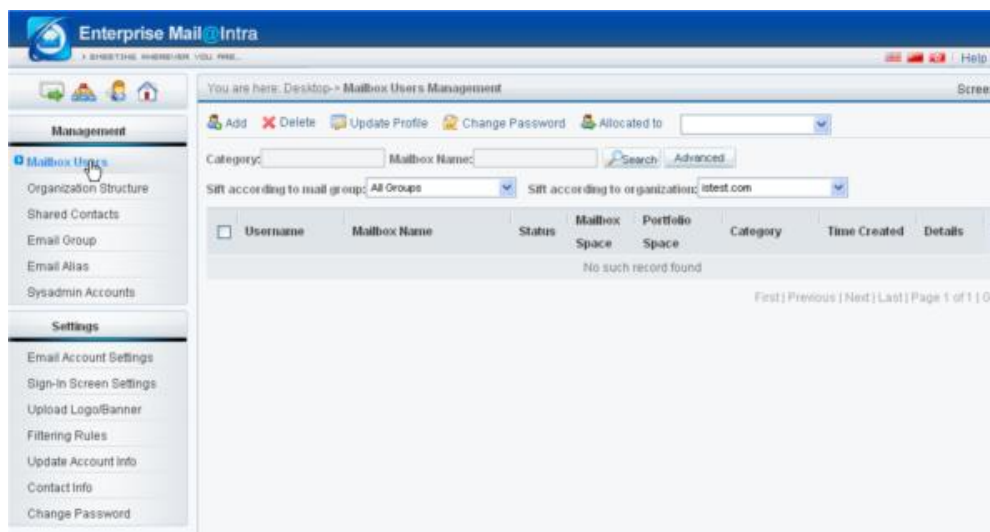 Enterprise Mail@Intra
Help
You are here: Desktop-> Mailbox Users Management
Scree
Management
Mailbox Users
Organization Structure
Shared Contacts
Email Group
Email Alias
Sysadmin Accounts
Settings
Email Account Settings
Sign-In Screen Settings
Upload Logo/Banner
Filtering Rules
Update Account Info
Contact Info
Change Password
Add Delete Update Profile Change Password Allocated to
Category: Mailbox Name: Search Advanced
Sift according to mail group: All Groups Sift according to organization: istest.com
Username Mailbox Name Status Mailbox Space Portfolio Space Category Time Created Details
No such record found
First | Previous | Next | Last | Page 1 of 1 | 0